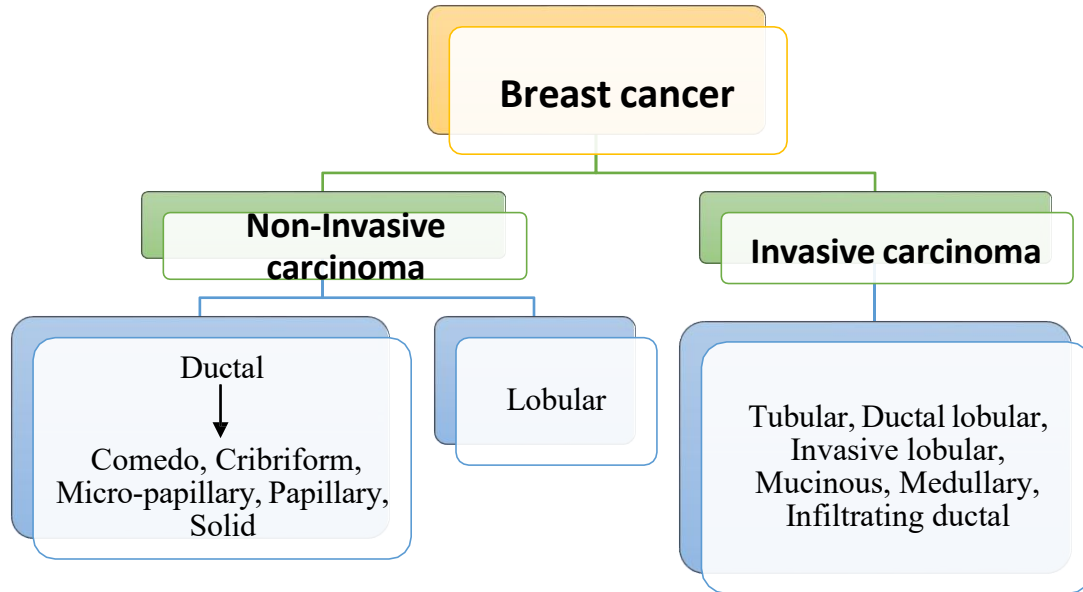 Breast cancer
Non-Invasive
carcinoma
Invasive carcinoma
Ductal
Comedo, Cribriform,
Micro-papillary, Papillary,
Solid
Lobular
Tubular, Ductal lobular,
Invasive lobular,
Mucinous, Medullary,
Infiltrating ductal